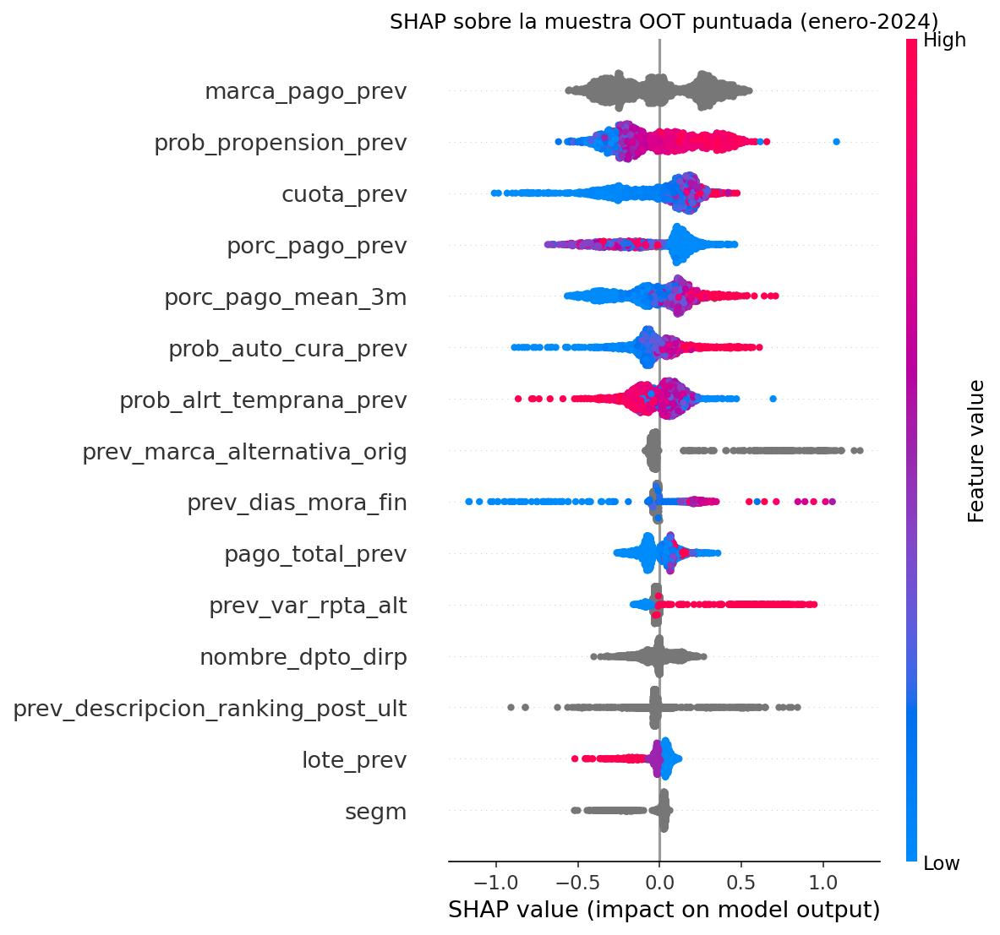 SHAP sobre la muestra OOT puntuada (enero-2024)
High
marca_pago_prev
prob_propension_prev
cuota_prev
porc_pago_prev
porc_pago_mean_3m
prob_auto_cura_prev
prob_alrt_temprana_prev
prev_marca_alternativa_orig
prev_dias_mora_fin
pago_total_prev
prev_var_rpta_alt
nombre_dpto_dirp
prev_descripcion_ranking_post_ult
lote_prev
segm
Feature value
Low
−1.0 −0.5 0.0 0.5 1.0
SHAP value (impact on model output)